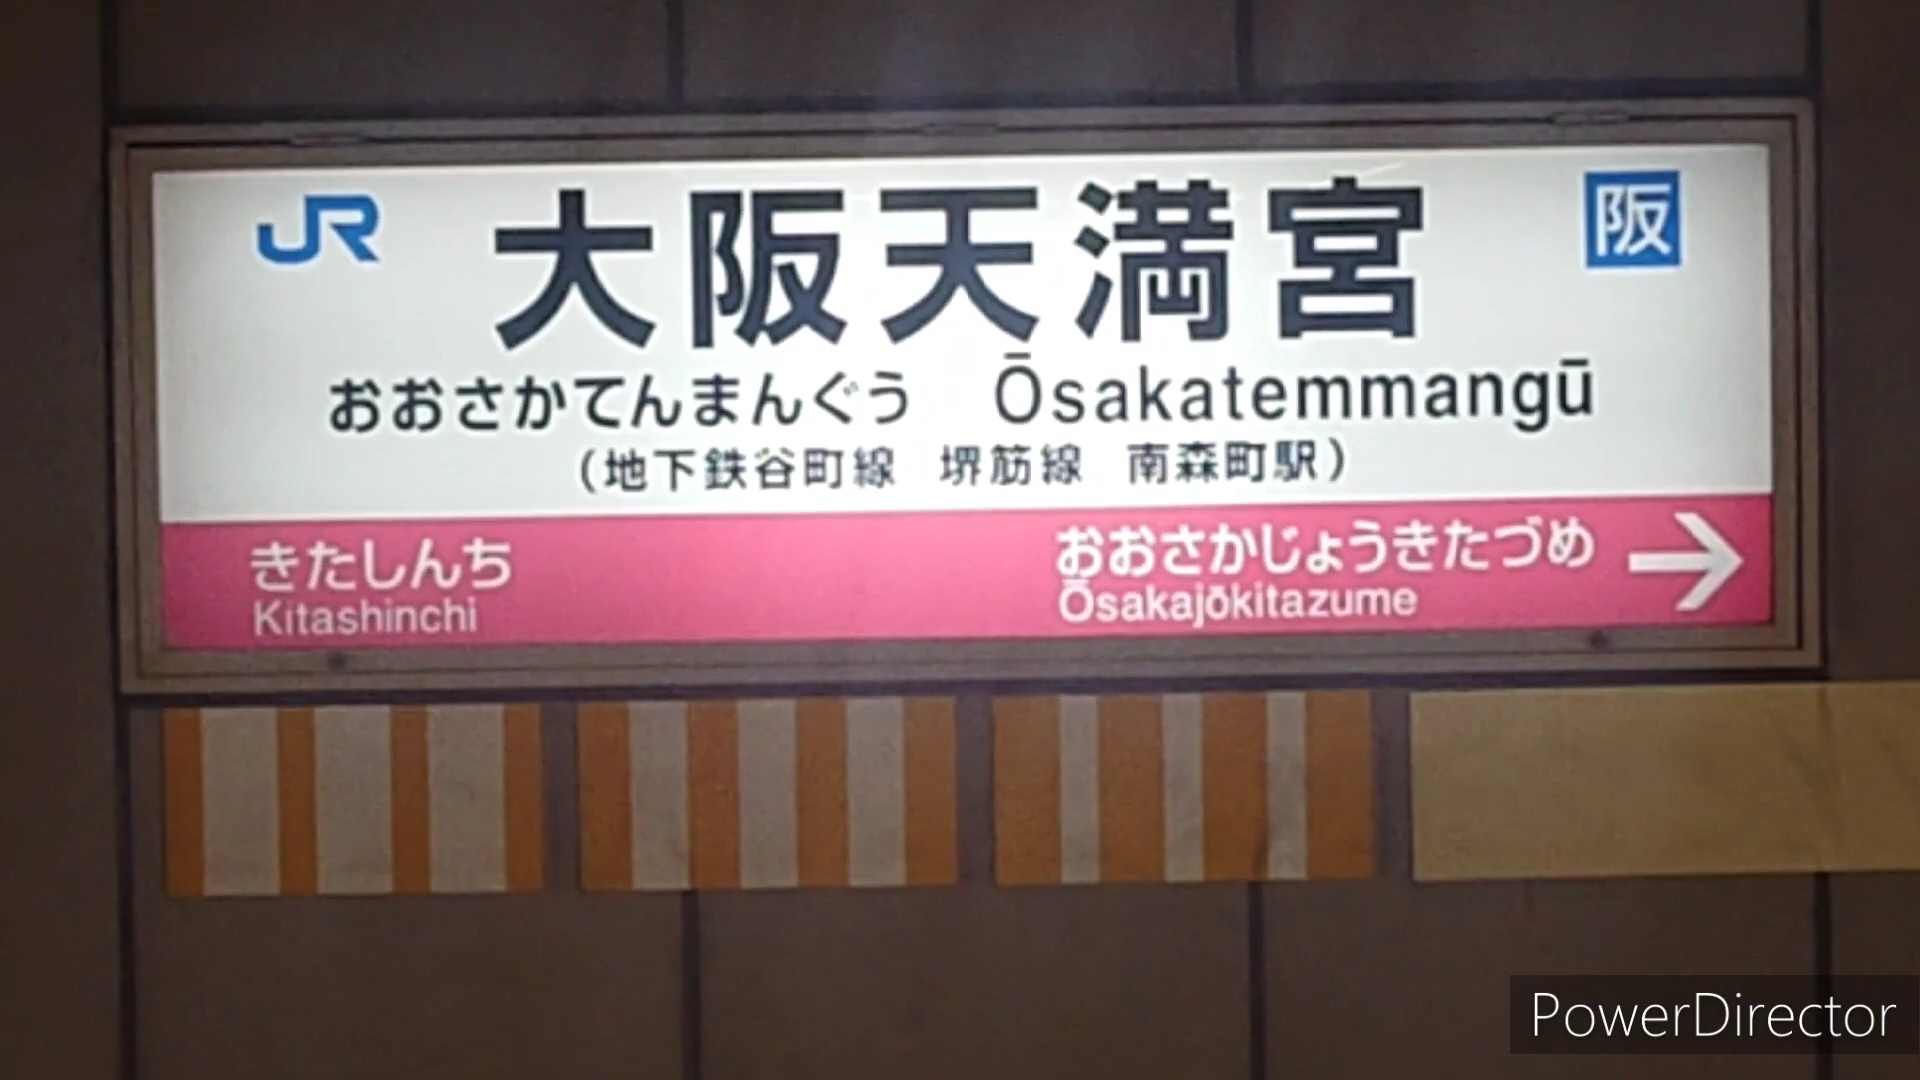 JR 大阪天満宮 阪
おおさかてんまんぐう Ōsakatemmangū
(地下鉄谷町線 堺筋線 南森町駅)
きたしんち おおさかじょうきたづめ →
Kitashinchi Ōsakajōkitazume
PowerDirector